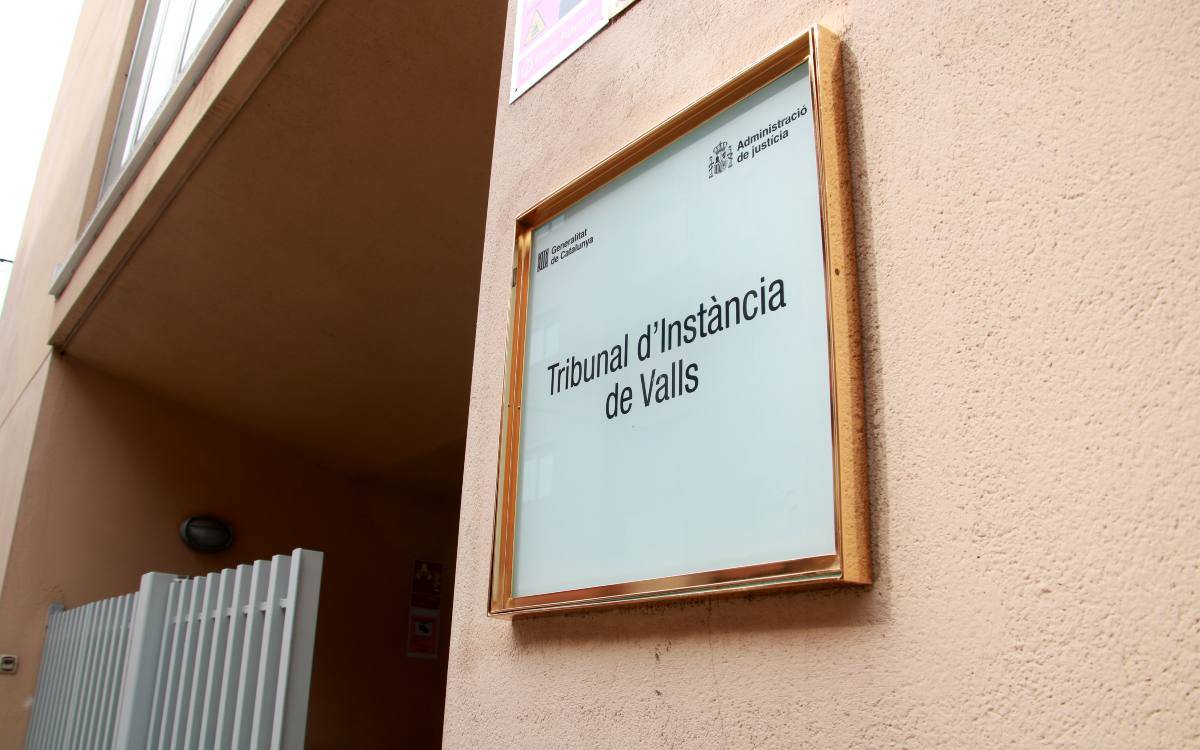 Generalitat
de Catalunya
Administració
de justícia
Tribunal d'Instància
de Valls